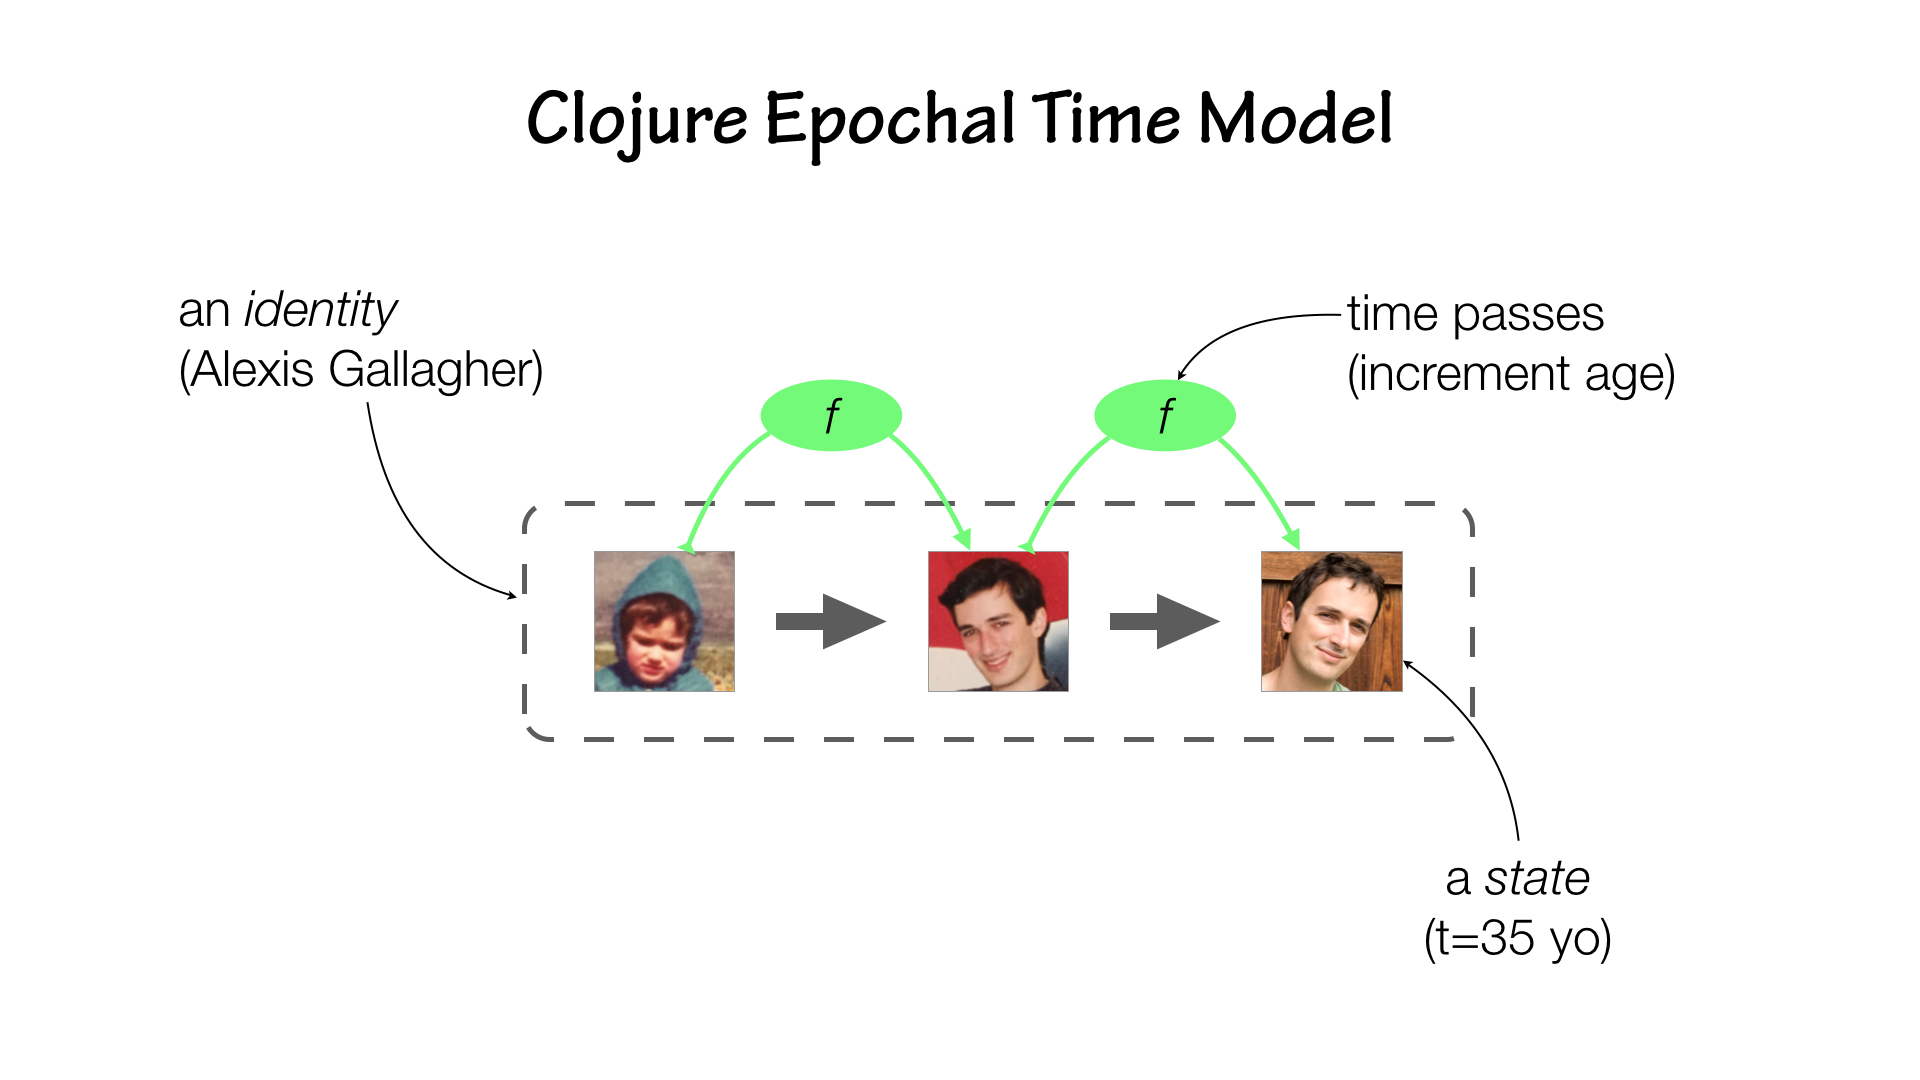 Clojure Epochal Time Model
an identity
(Alexis Gallagher)
time passes
(increment age)
f
f
a state
(t=35 yo)